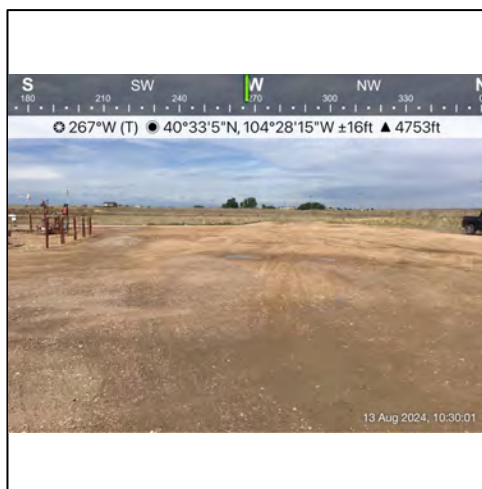 S SW W NW N
180 210 240 270 300 330 0
267°W (T) 40°33'5"N, 104°28'15"W ±16ft ▲ 4753ft
13 Aug 2024, 10:30:01